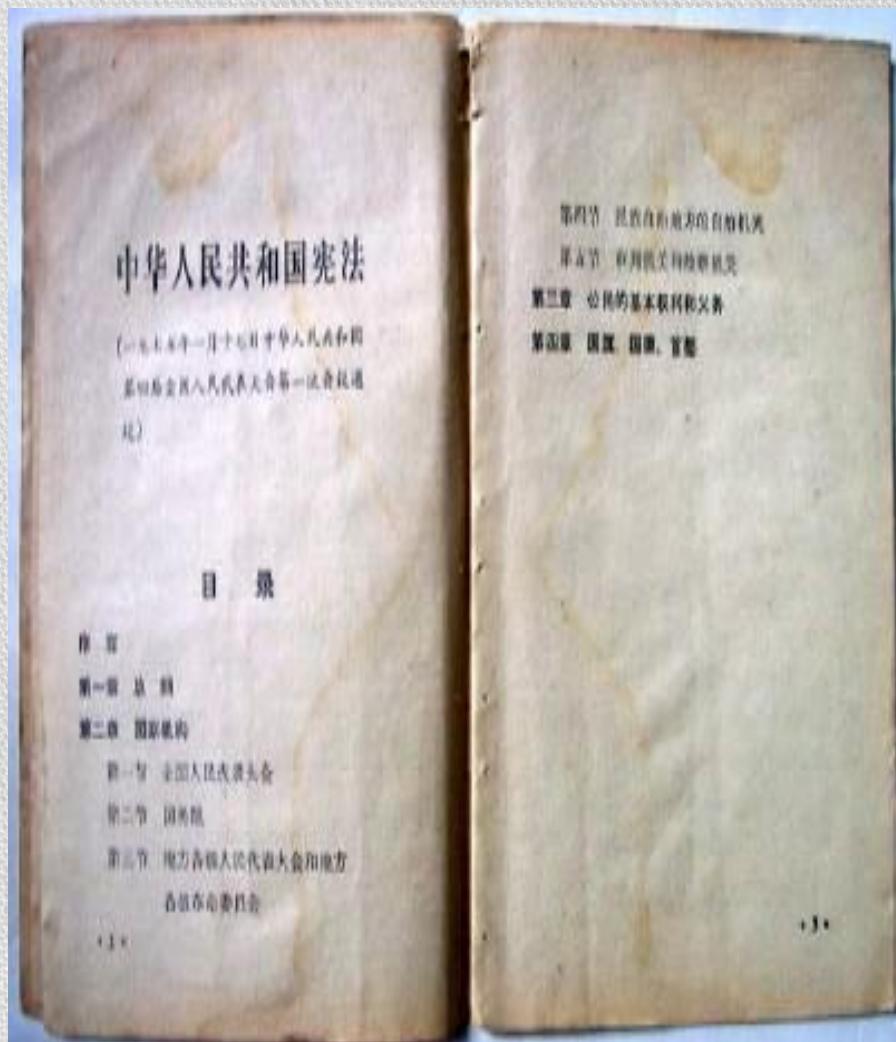 中华人民共和国宪法
(一九七五年一月十七日中华人民共和国
第四届全国人民代表大会第一次会议通
过)
目 录
序 言
第一章 总 纲
第二章 国家机构
第一节 全国人民代表大会
第二节 国务院
第三节 地方各级人民代表大会和地方
各级革命委员会
第四节 民族自治地方的自治机关
第五节 审判机关和检察机关
第三章 公民的基本权利和义务
第四章 国旗、国徽、首都
·3·